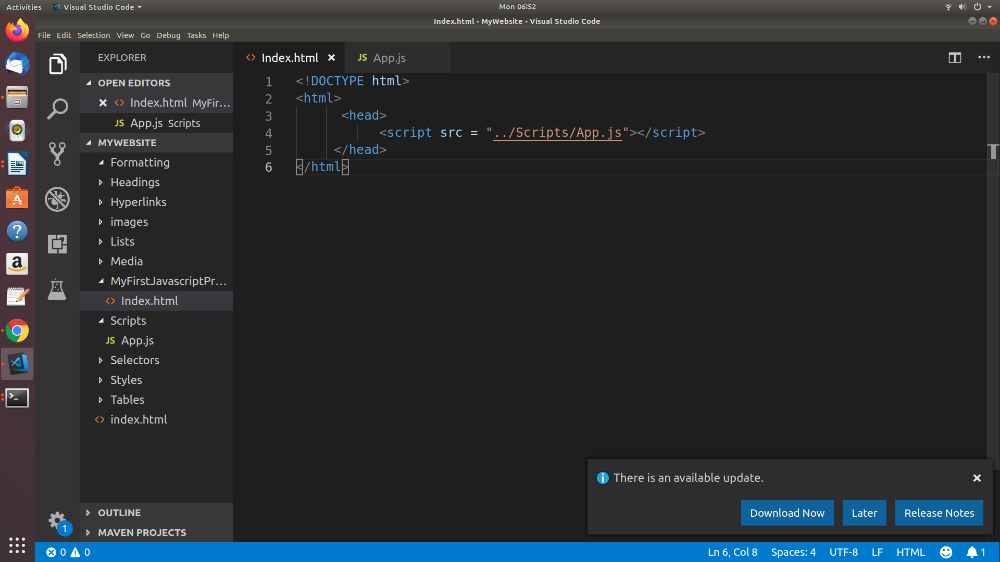 Activities Visual Studio Code Mon 06:52
Index.html - MyWebsite - Visual Studio Code
File Edit Selection View Go Debug Tasks Help
EXPLORER
OPEN EDITORS
Index.html MyFir...
JS App.js Scripts
MYWEBSITE
Formatting
Headings
Hyperlinks
images
Lists
Media
MyFirstJavascriptPr...
Index.html
Scripts
JS App.js
Selectors
Styles
Tables
index.html
OUTLINE
MAVEN PROJECTS
1
Index.html JS App.js
1 <!DOCTYPE html>
2 <html>
3 <head>
4 <script src = "../Scripts/App.js"></script>
5 </head>
6 </html>
There is an available update.
Download Now Later Release Notes
0 0 Ln 6, Col 8 Spaces: 4 UTF-8 LF HTML 1